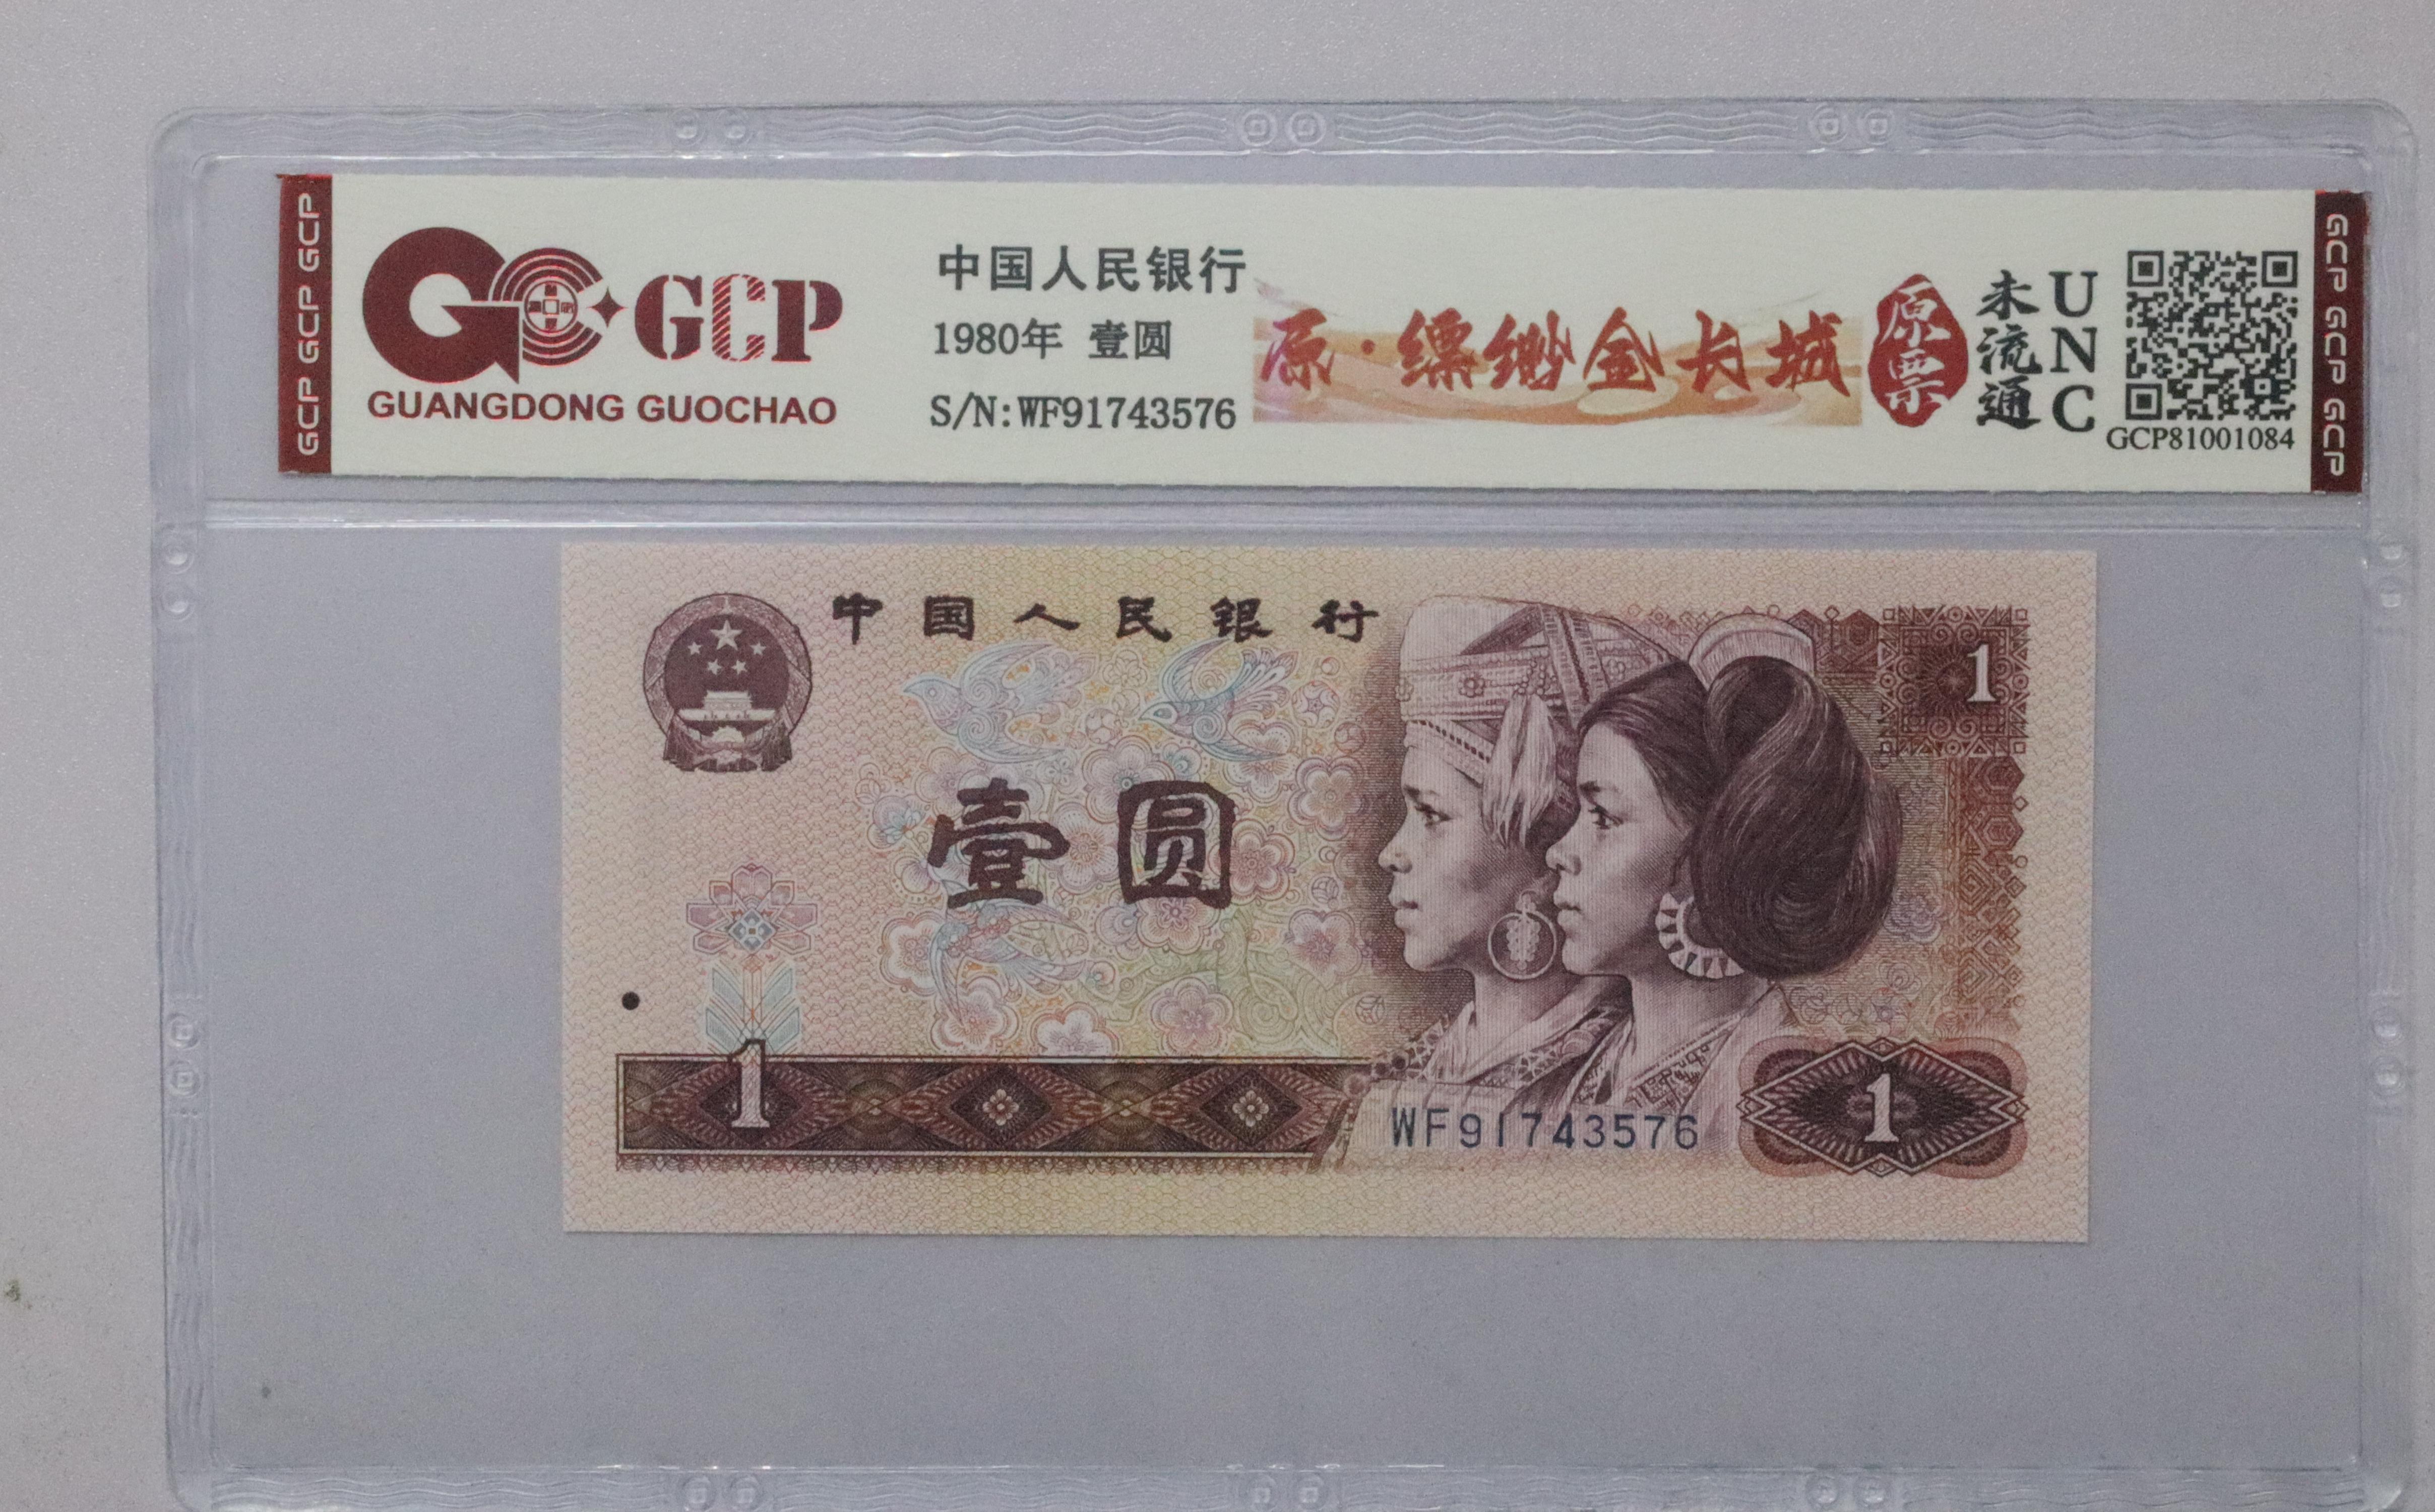 GCP GCP GCP
GCP
GUANGDONG GUOCHAO
中国人民银行
1980年 壹圆
S/N:WF91743576
原·缥缈金长城
原票
未流通
UNC
GCP81001084
GCP GCP GCP
中国人民银行
壹圆
1
1
WF91743576
1